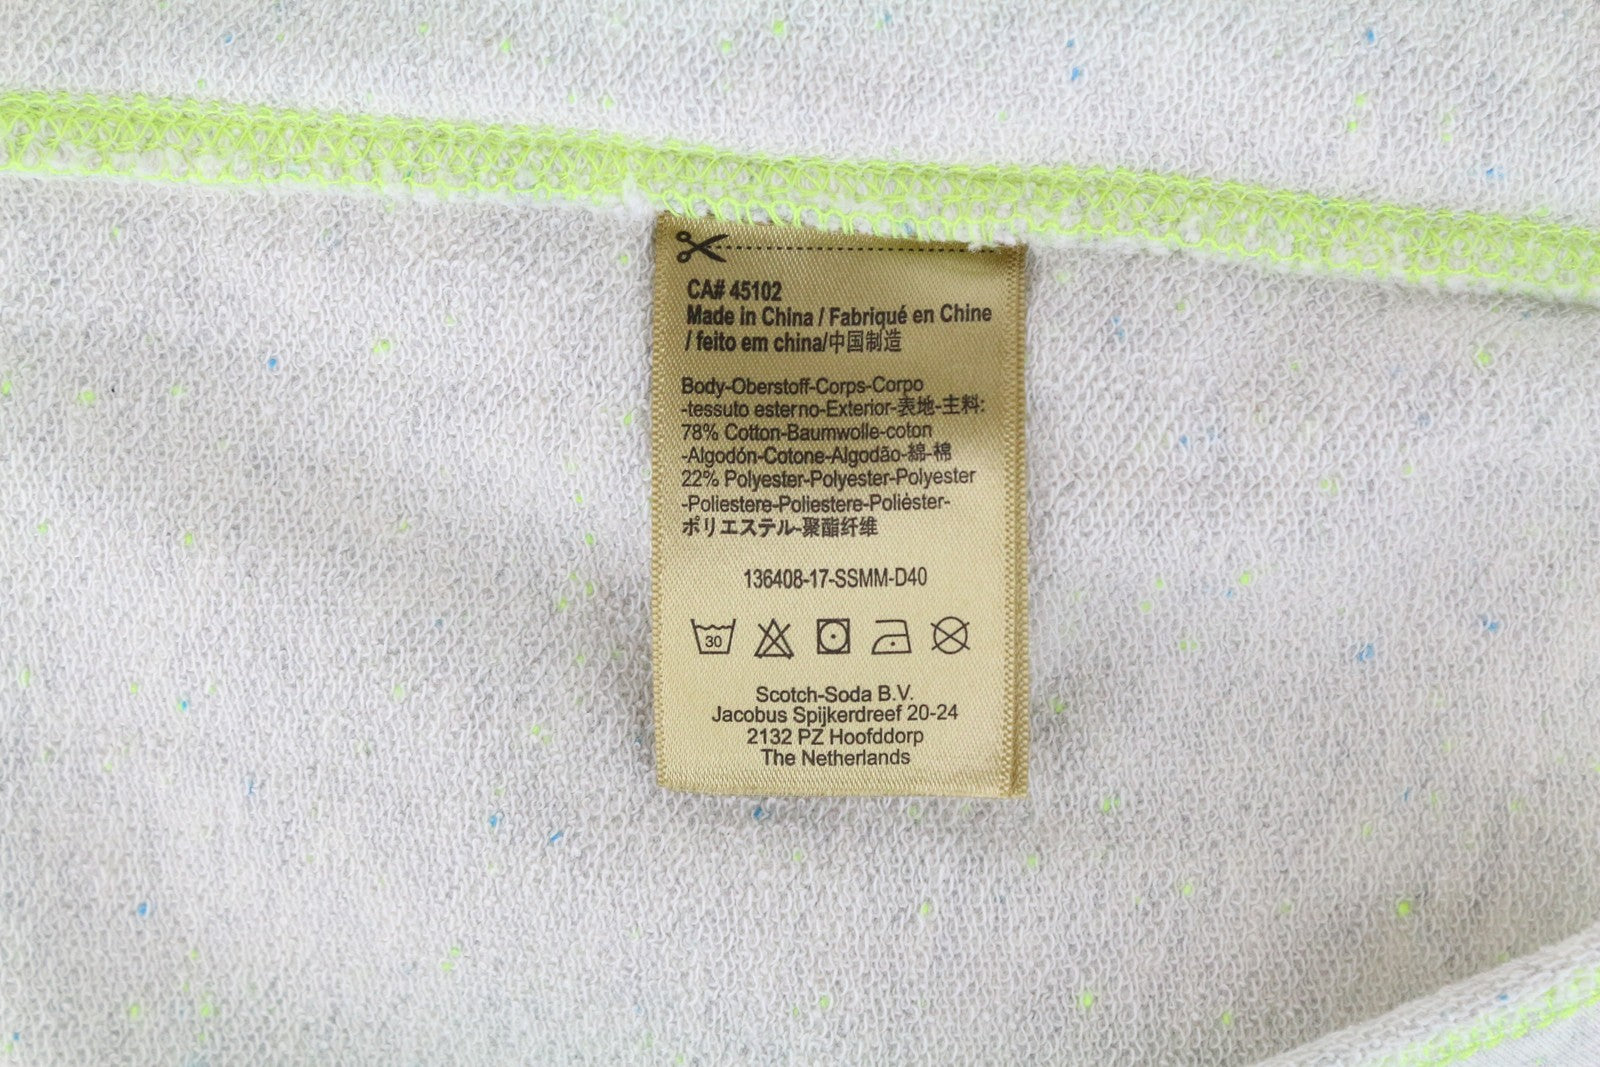 CA# 45102
Made in China / Fabriqué en Chine
/ feito em china/中国制造
Body-Oberstoff-Corps-Corpo
-tessuto esterno-Exterior-表地-主料:
78% Cotton-Baumwolle-coton
-Algodón-Cotone-Algodão-綿-棉
22% Polyester-Polyester-Polyester
-Poliestere-Poliestere-Poliéster-
ポリエステル-聚酯纤维
136408-17-SSMM-D40
30
Scotch-Soda B.V.
Jacobus Spijkerdreef 20-24
2132 PZ Hoofddorp
The Netherlands